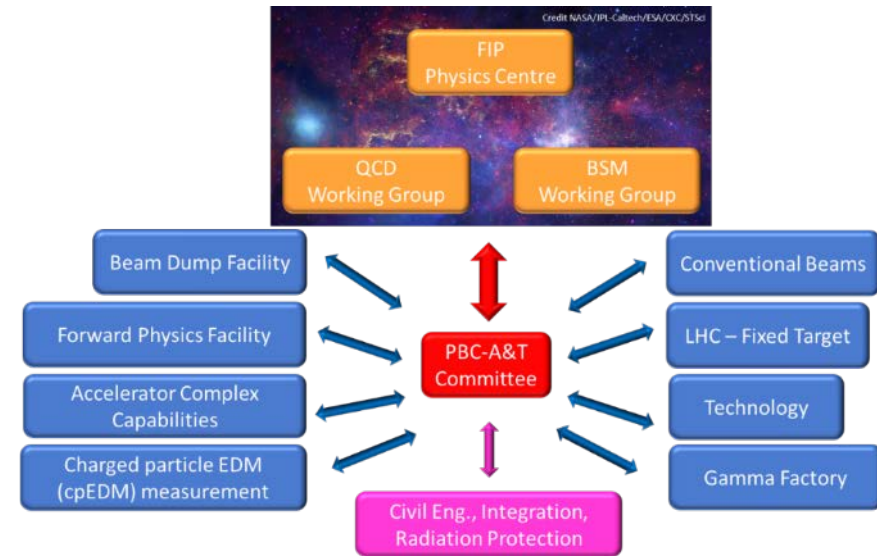 Credit NASA/JPL-Caltech/ESA/CXC/STScI
FIP
Physics Centre
QCD
Working Group
BSM
Working Group
Beam Dump Facility
Conventional Beams
Forward Physics Facility
LHC – Fixed Target
PBC-A&T
Committee
Accelerator Complex
Capabilities
Technology
Charged particle EDM
(cpEDM) measurement
Gamma Factory
Civil Eng., Integration,
Radiation Protection